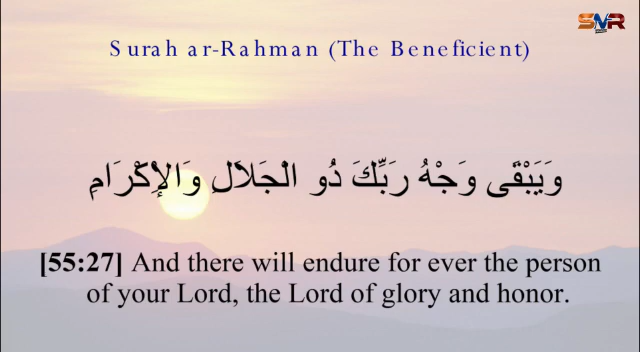 SMR
Surah ar-Rahman (The Beneficient)
وَيَبْقَى وَجْهُ رَبِّكَ ذُو الْجَلَالِ وَالْإِكْرَامِ
[55:27] And there will endure for ever the person
of your Lord, the Lord of glory and honor.